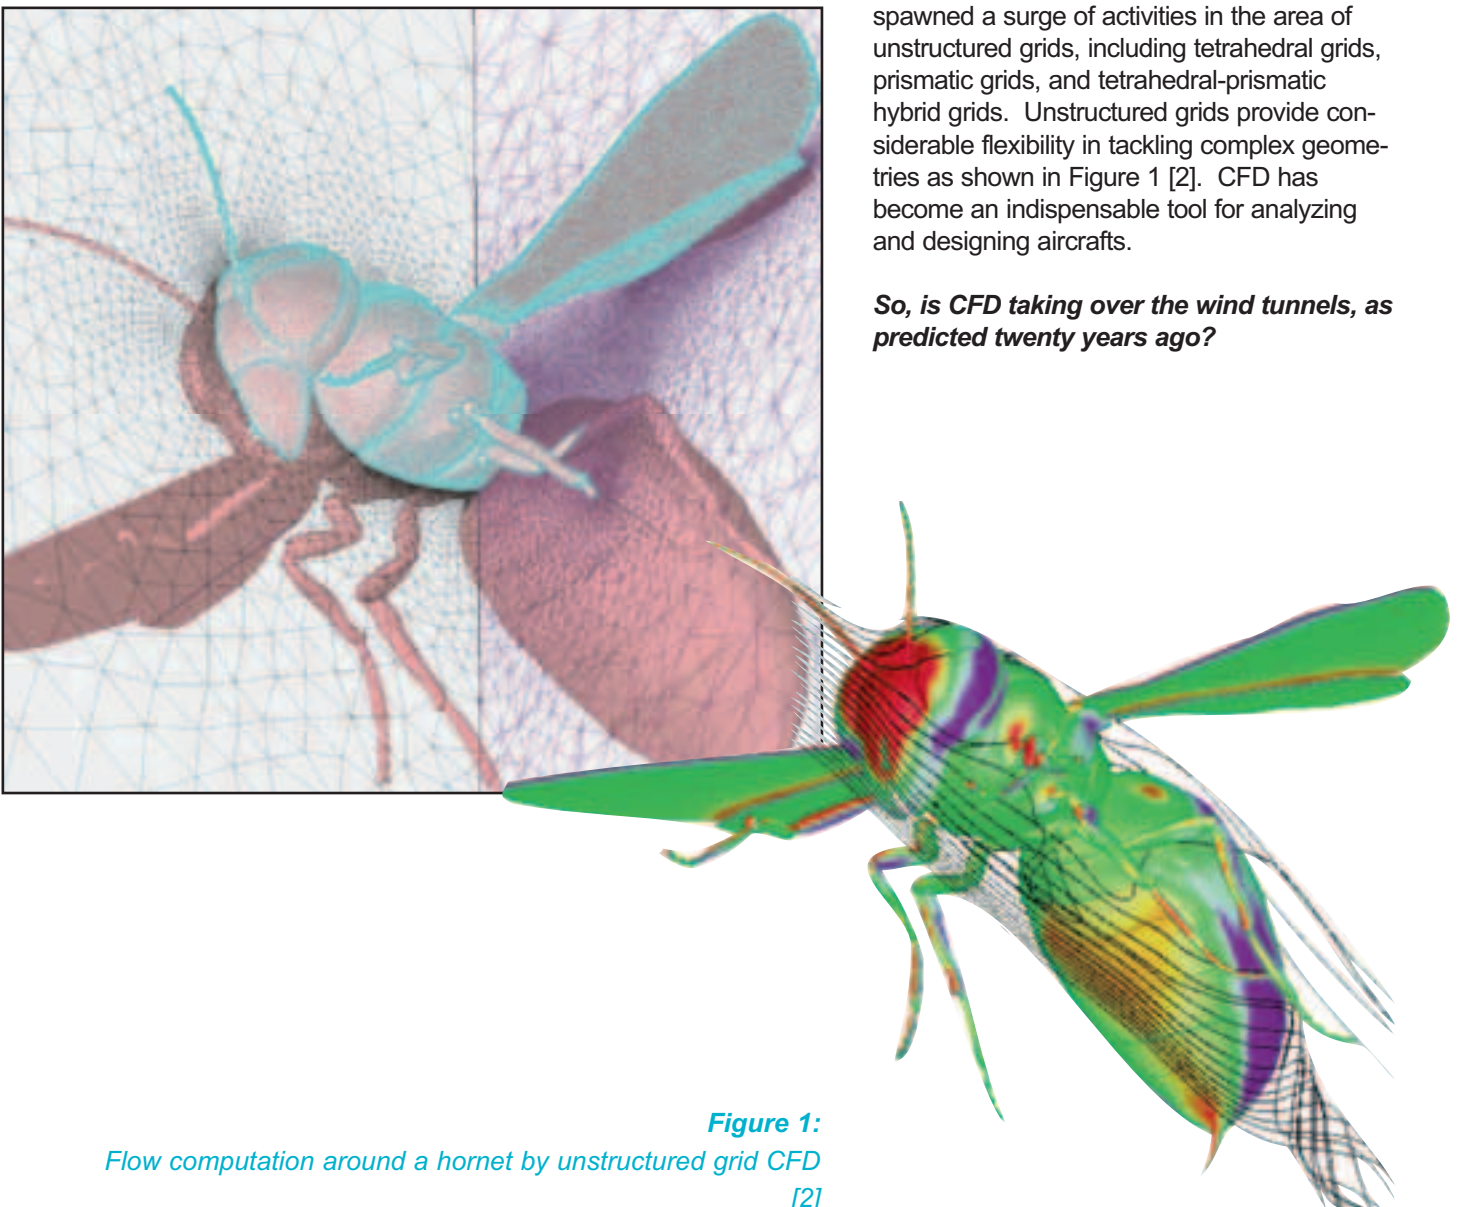 spawned a surge of activities in the area of
unstructured grids, including tetrahedral grids,
prismatic grids, and tetrahedral-prismatic
hybrid grids. Unstructured grids provide con-
siderable flexibility in tackling complex geome-
tries as shown in Figure 1 [2]. CFD has
become an indispensable tool for analyzing
and designing aircrafts.
So, is CFD taking over the wind tunnels, as
predicted twenty years ago?
Figure 1:
Flow computation around a hornet by unstructured grid CFD
[2]